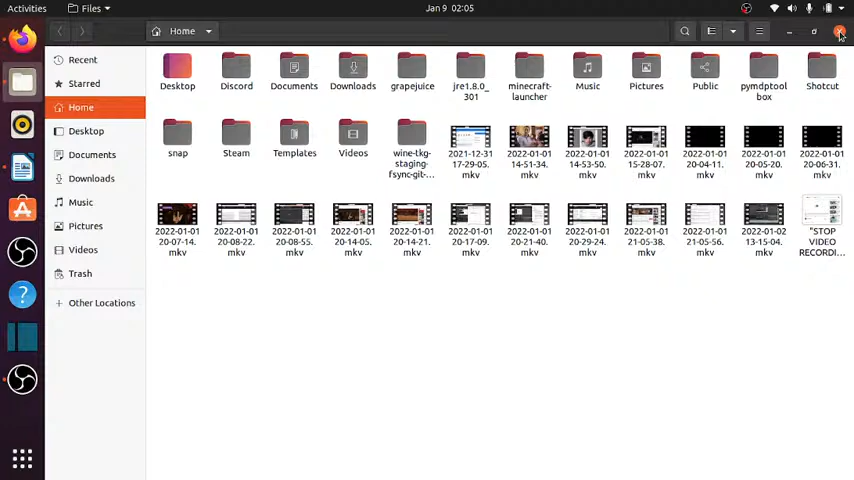 Activities
Files
Jan 9 02:05
Home
Recent
Starred
Home
Desktop
Documents
Downloads
Music
Pictures
Videos
Trash
+ Other Locations
Desktop
Discord
Documents
Downloads
grapejuice
jre1.8.0_
301
minecraft-
launcher
Music
Pictures
Public
pymdptool
box
Shotcut
snap
Steam
Templates
Videos
wine-tkg-
staging-
fsync-git-...
2021-12-31
17-29-05.
mkv
2022-01-01
14-51-34.
mkv
2022-01-01
14-53-50.
mkv
2022-01-01
15-28-07.
mkv
2022-01-01
20-04-11.
mkv
2022-01-01
20-05-20.
mkv
2022-01-01
20-06-31.
mkv
2022-01-01
20-07-14.
mkv
2022-01-01
20-08-22.
mkv
2022-01-01
20-08-55.
mkv
2022-01-01
20-14-05.
mkv
2022-01-01
20-14-21.
mkv
2022-01-01
20-17-09.
mkv
2022-01-01
20-21-40.
mkv
2022-01-01
20-29-24.
mkv
2022-01-01
21-05-38.
mkv
2022-01-01
21-05-56.
mkv
2022-01-02
13-15-04.
mkv
"STOP
VIDEO
RECORDI...